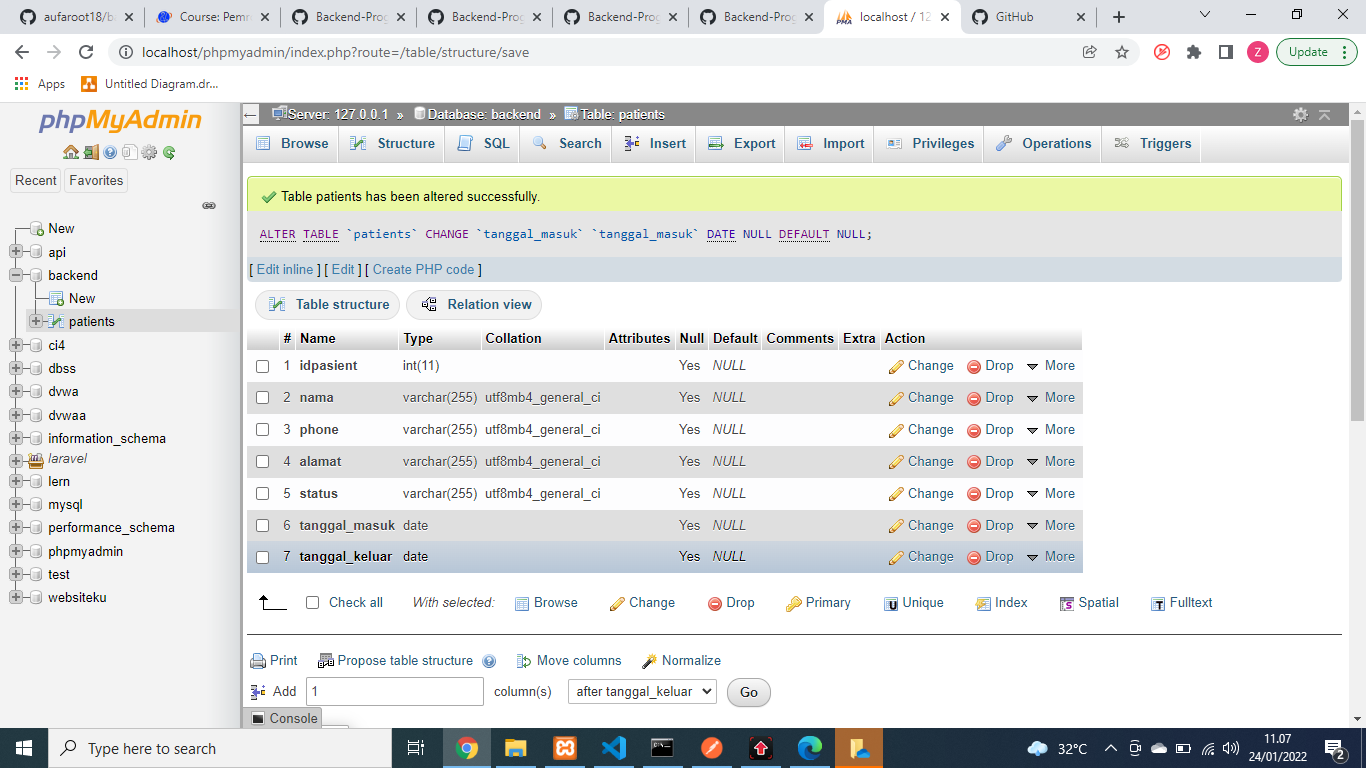 aufaroot18/ba
Course: Pemr
Backend-Prog
Backend-Prog
Backend-Prog
Backend-Prog
localhost / 12
GitHub
localhost/phpmyadmin/index.php?route=/table/structure/save
Z
Update
Apps
Untitled Diagram.dr...
phpMyAdmin
Recent
Favorites
New
api
backend
New
patients
ci4
dbss
dvwa
dvwaa
information_schema
laravel
lern
mysql
performance_schema
phpmyadmin
test
websiteku
Server: 127.0.0.1 » Database: backend » Table: patients
Browse Structure SQL Search Insert Export Import Privileges Operations Triggers
Table patients has been altered successfully.
ALTER TABLE `patients` CHANGE `tanggal_masuk` `tanggal_masuk` DATE NULL DEFAULT NULL;
[ Edit inline ] [ Edit ] [ Create PHP code ]
Table structure Relation view
# Name Type Collation Attributes Null Default Comments Extra Action
1 idpasient int(11) Yes NULL Change Drop More
2 nama varchar(255) utf8mb4_general_ci Yes NULL Change Drop More
3 phone varchar(255) utf8mb4_general_ci Yes NULL Change Drop More
4 alamat varchar(255) utf8mb4_general_ci Yes NULL Change Drop More
5 status varchar(255) utf8mb4_general_ci Yes NULL Change Drop More
6 tanggal_masuk date Yes NULL Change Drop More
7 tanggal_keluar date Yes NULL Change Drop More
Check all With selected: Browse Change Drop Primary Unique Index Spatial Fulltext
Print Propose table structure Move columns Normalize
Add 1 column(s) after tanggal_keluar Go
Console
Type here to search
32°C
11.07
24/01/2022
2